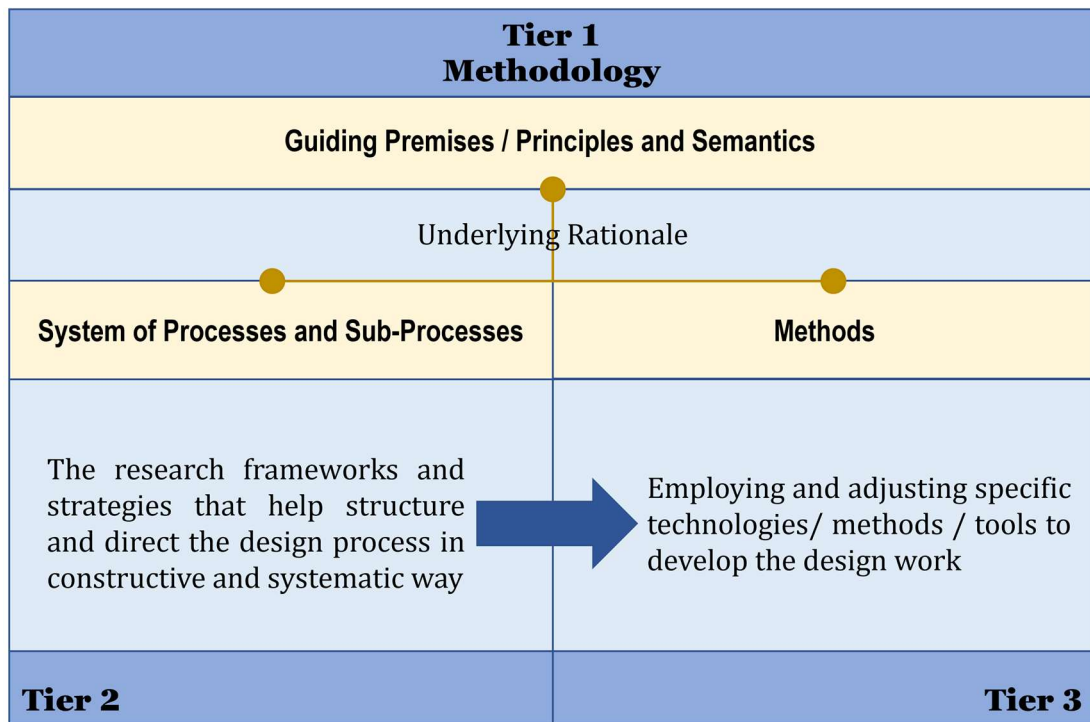 Tier 1
Methodology
Guiding Premises / Principles and Semantics
Underlying Rationale
System of Processes and Sub-Processes
Methods
The research frameworks and
strategies that help structure
and direct the design process in
constructive and systematic way
Employing and adjusting specific
technologies/ methods / tools to
develop the design work
Tier 2
Tier 3